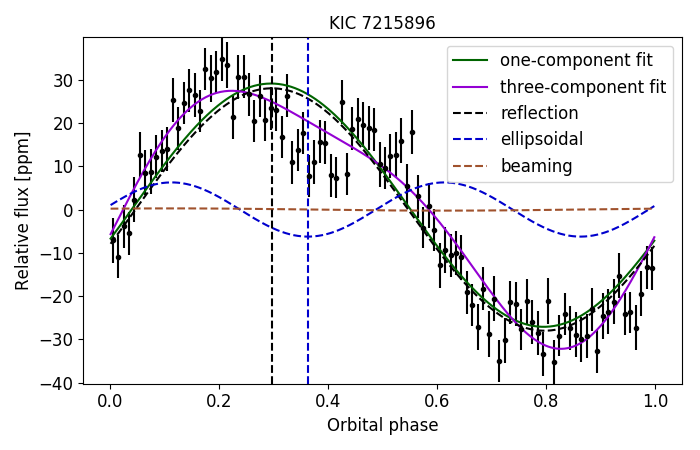 KIC 7215896
one-component fit
three-component fit
reflection
ellipsoidal
beaming
Relative flux [ppm]
30
20
10
0
−10
−20
−30
−40
0.0 0.2 0.4 0.6 0.8 1.0
Orbital phase